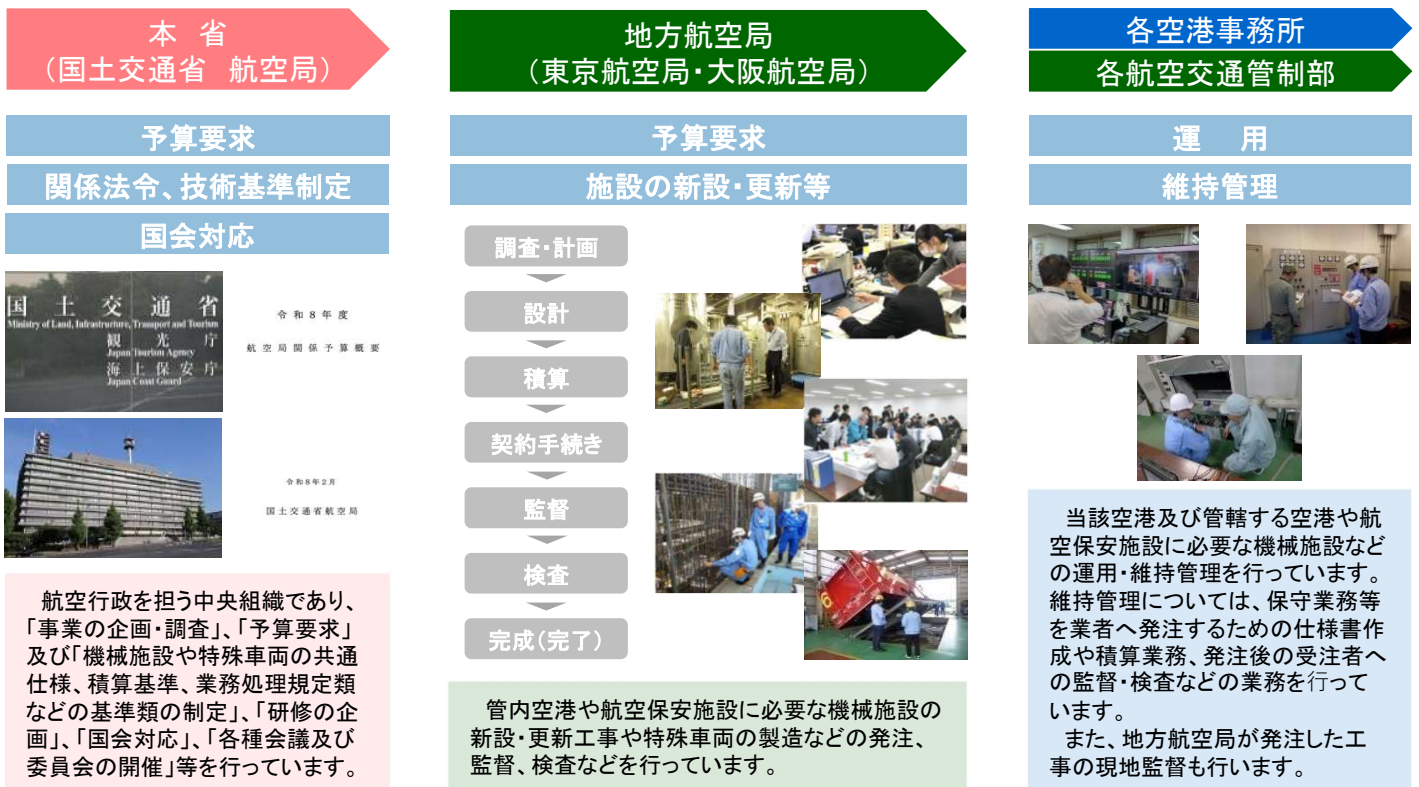 本 省
（国土交通省 航空局）
予算要求
関係法令、技術基準制定
国会対応
国 土 交 通 省
Ministry of Land, Infrastructure, Transport and Tourism
観 光 庁
Japan Tourism Agency
海 上 保 安 庁
Japan Coast Guard
令和８年度
航空局関係予算概要
令和８年２月
国土交通省航空局
航空行政を担う中央組織であり、
「事業の企画・調査」、「予算要求」
及び「機械施設や特殊車両の共通
仕様、積算基準、業務処理規定類
などの基準類の制定」、「研修の企
画」、「国会対応」、「各種会議及び
委員会の開催」等を行っています。
地方航空局
（東京航空局・大阪航空局）
予算要求
施設の新設・更新等
調査・計画
設計
積算
契約手続き
監督
検査
完成（完了）
管内空港や航空保安施設に必要な機械施設の
新設・更新工事や特殊車両の製造などの発注、
監督、検査などを行っています。
各空港事務所
各航空交通管制部
運 用
維持管理
当該空港及び管轄する空港や航
空保安施設に必要な機械施設など
の運用・維持管理を行っています。
維持管理については、保守業務等
を業者へ発注するための仕様書作
成や積算業務、発注後の受注者へ
の監督・検査などの業務を行って
います。
また、地方航空局が発注した工
事の現地監督も行います。